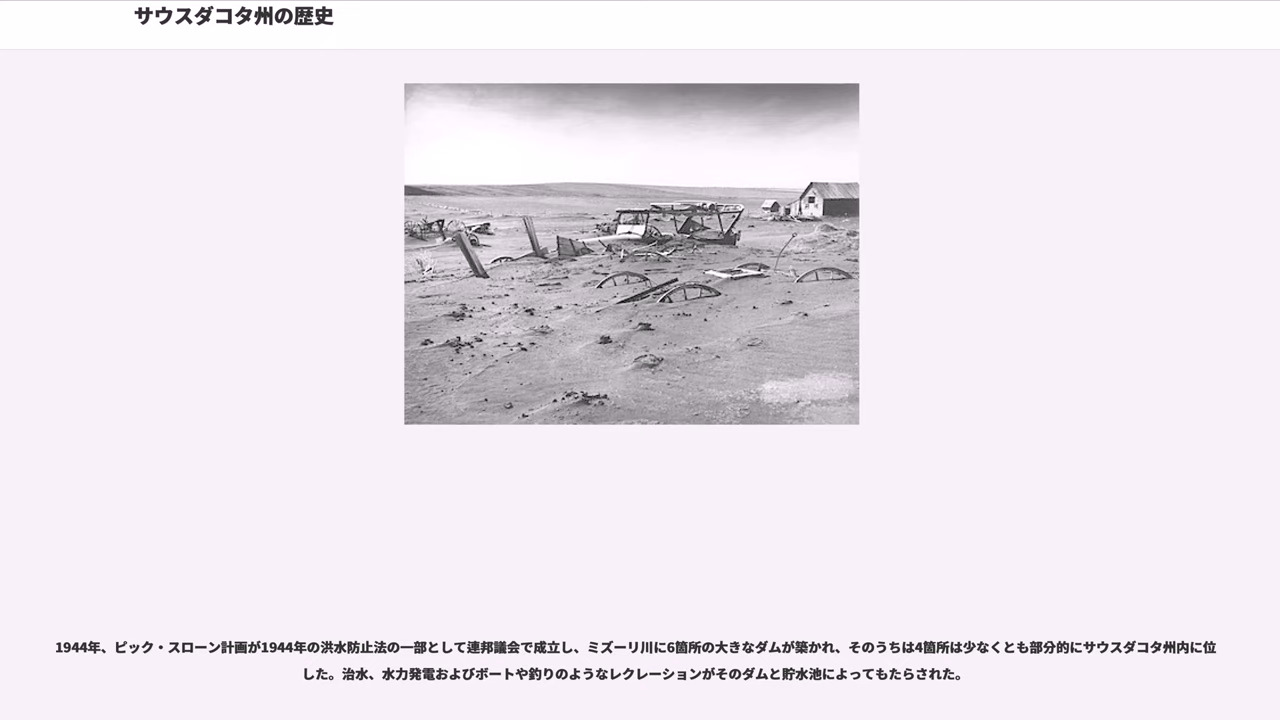 サウスダコタ州の歴史
1944年、ピック・スローン計画が1944年の洪水防止法の一部として連邦議会で成立し、ミズーリ川に6箇所の大きなダムが築かれ、そのうちは4箇所は少なくとも部分的にサウスダコタ州内に位
した。治水、水力発電およびボートや釣りのようなレクレーションがそのダムと貯水池によってもたらされた。